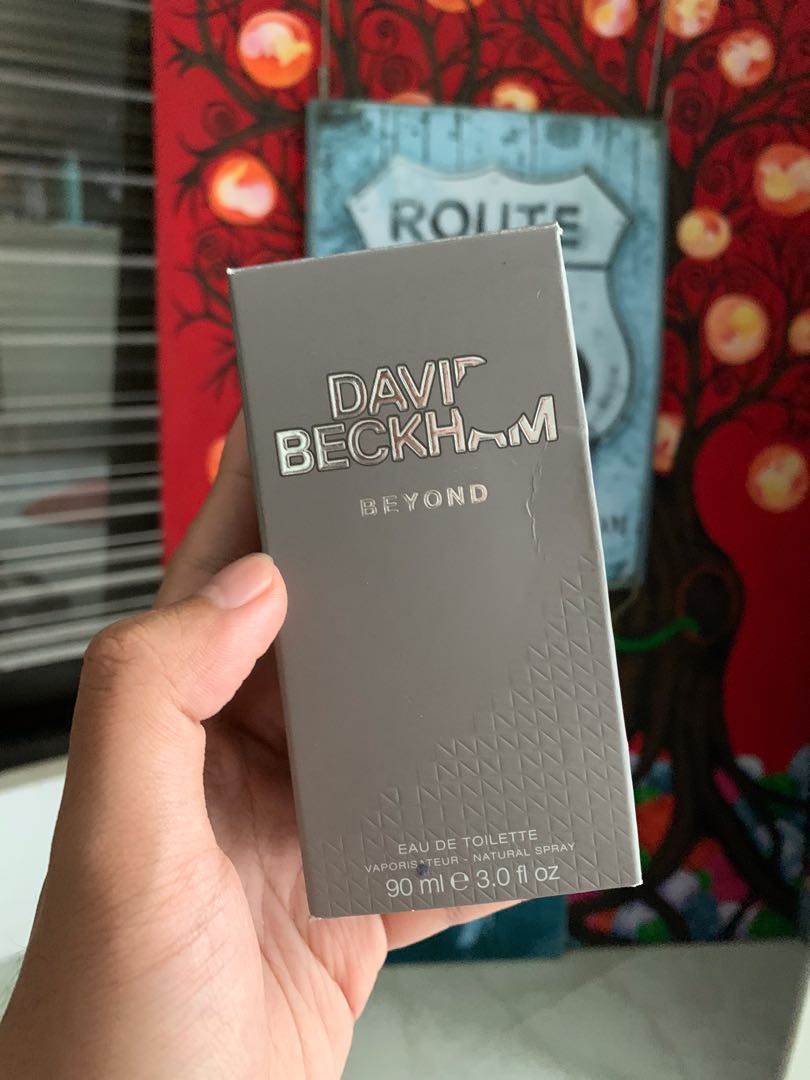 ROUTE
DAVID
BECKHAM
BEYOND
EAU DE TOILETTE
VAPORISATEUR - NATURAL SPRAY
90 ml ℮ 3.0 fl oz